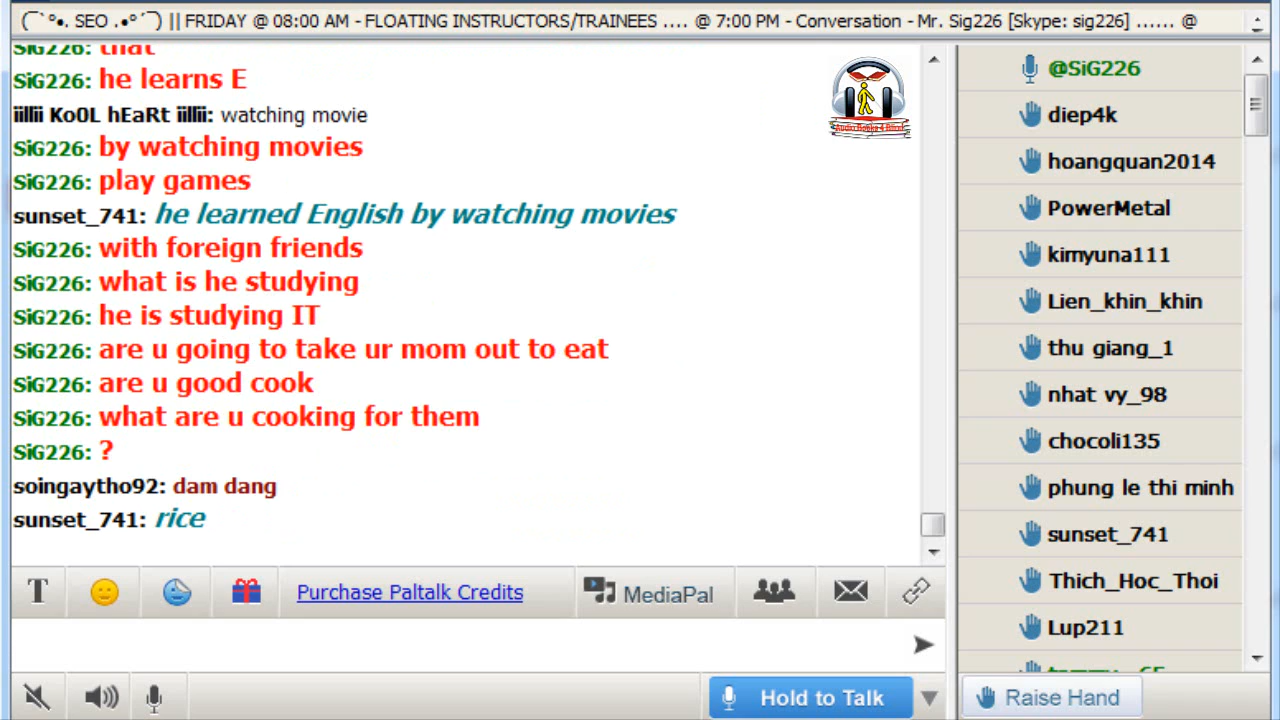 (¯`°•. SEO .•°´¯) || FRIDAY @ 08:00 AM - FLOATING INSTRUCTORS/TRAINEES .... @ 7:00 PM - Conversation - Mr. Sig226 [Skype: sig226] ...... @
SiG226: that
SiG226: he learns E
iillii KoOL hEaRt iillii: watching movie
SiG226: by watching movies
SiG226: play games
sunset_741: he learned English by watching movies
SiG226: with foreign friends
SiG226: what is he studying
SiG226: he is studying IT
SiG226: are u going to take ur mom out to eat
SiG226: are u good cook
SiG226: what are u cooking for them
SiG226: ?
soingaytho92: dam dang
sunset_741: rice
T
Purchase Paltalk Credits
MediaPal
Hold to Talk
@SiG226
diep4k
hoangquan2014
PowerMetal
kimyuna111
Lien_khin_khin
thu giang_1
nhat vy_98
chocoli135
phung le thi minh
sunset_741
Thich_Hoc_Thoi
Lup211
Raise Hand